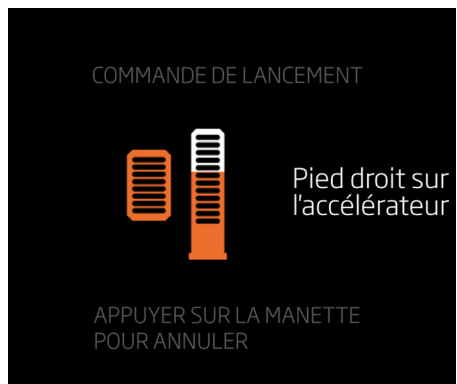 COMMANDE DE LANCEMENT
Pied droit sur
l'accélérateur
APPUYER SUR LA MANETTE
POUR ANNULER